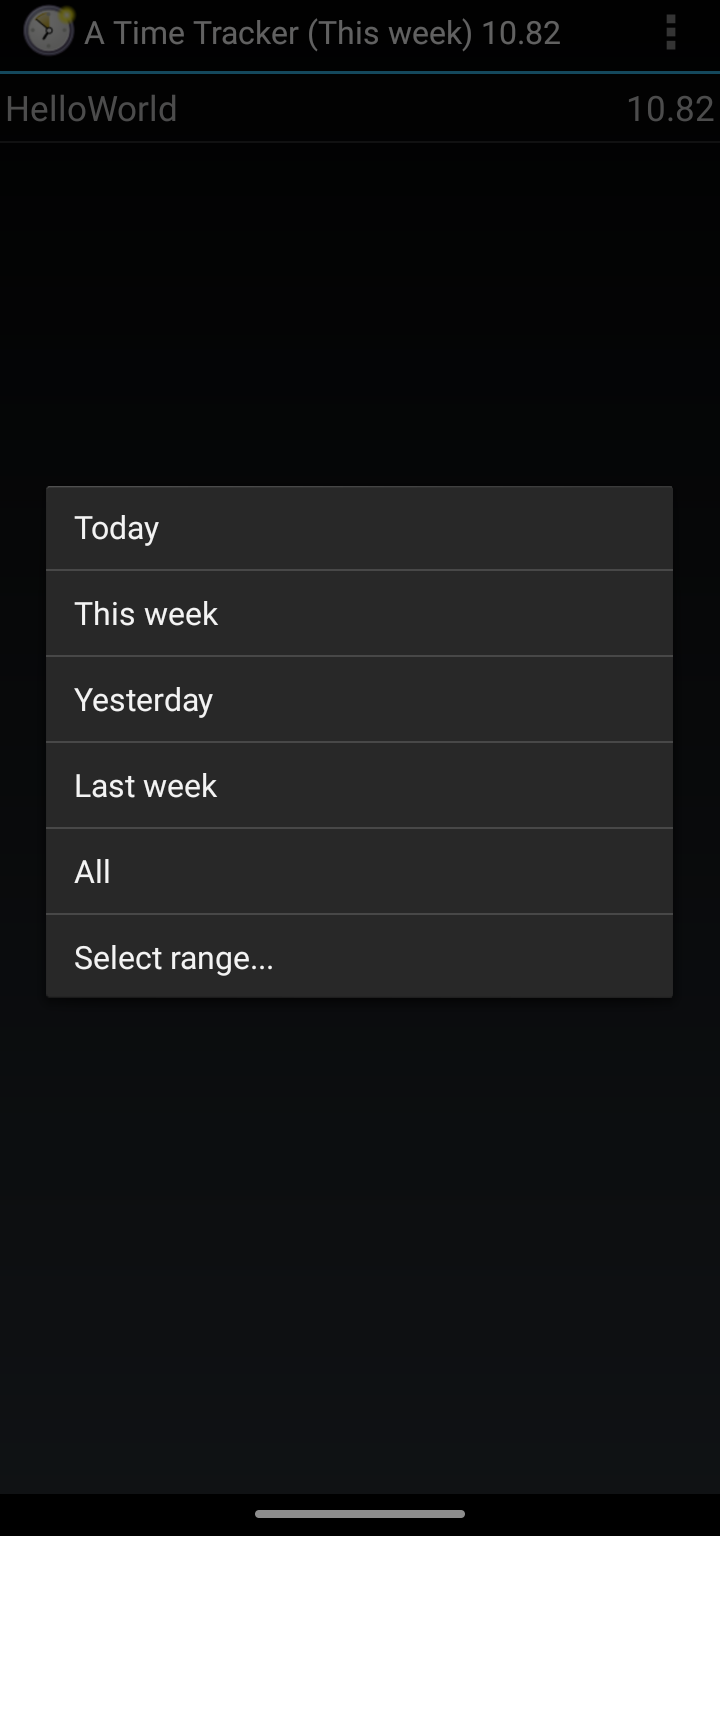 A Time Tracker (This week) 10.82
HelloWorld 10.82
Today
This week
Yesterday
Last week
All
Select range...